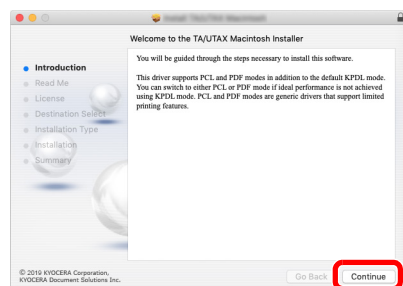 Welcome to the TA/UTAX Macintosh Installer
Introduction
Read Me
License
Destination Select
Installation Type
Installation
Summary
You will be guided through the steps necessary to install this software.
This driver supports PCL and PDF modes in addition to the default KPDL mode.
You can switch to either PCL or PDF mode if ideal performance is not achieved
using KPDL mode. PCL and PDF modes are generic drivers that support limited
printing features.
© 2019 KYOCERA Corporation,
KYOCERA Document Solutions Inc.
Go Back
Continue